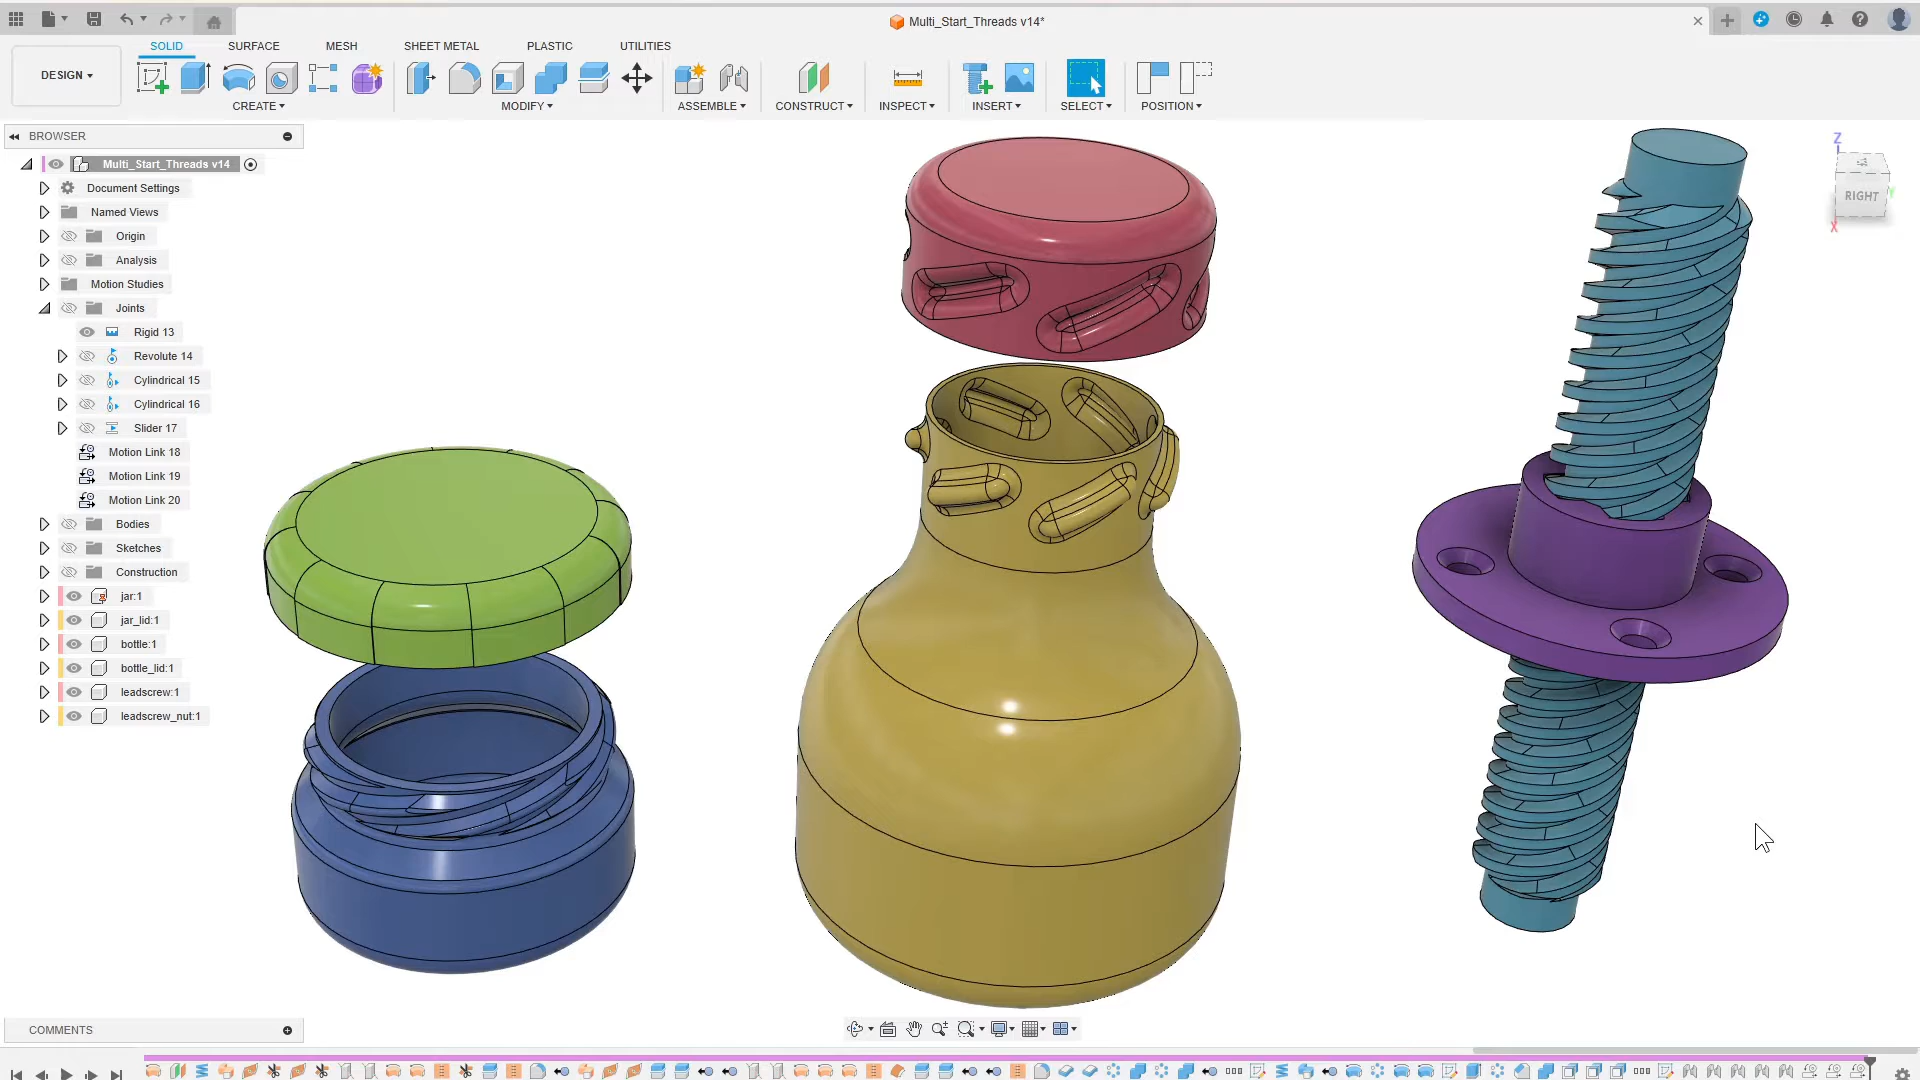 Multi_Start_Threads v14*
SOLID SURFACE MESH SHEET METAL PLASTIC UTILITIES
DESIGN
CREATE MODIFY ASSEMBLE CONSTRUCT INSPECT INSERT SELECT POSITION
BROWSER
Multi_Start_Threads v14
Document Settings
Named Views
Origin
Analysis
Motion Studies
Joints
Rigid 13
Revolute 14
Cylindrical 15
Cylindrical 16
Slider 17
Motion Link 18
Motion Link 19
Motion Link 20
Bodies
Sketches
Construction
jar:1
jar_lid:1
bottle:1
bottle_lid:1
leadscrew:1
leadscrew_nut:1
Z
RIGHT
Y
X
COMMENTS